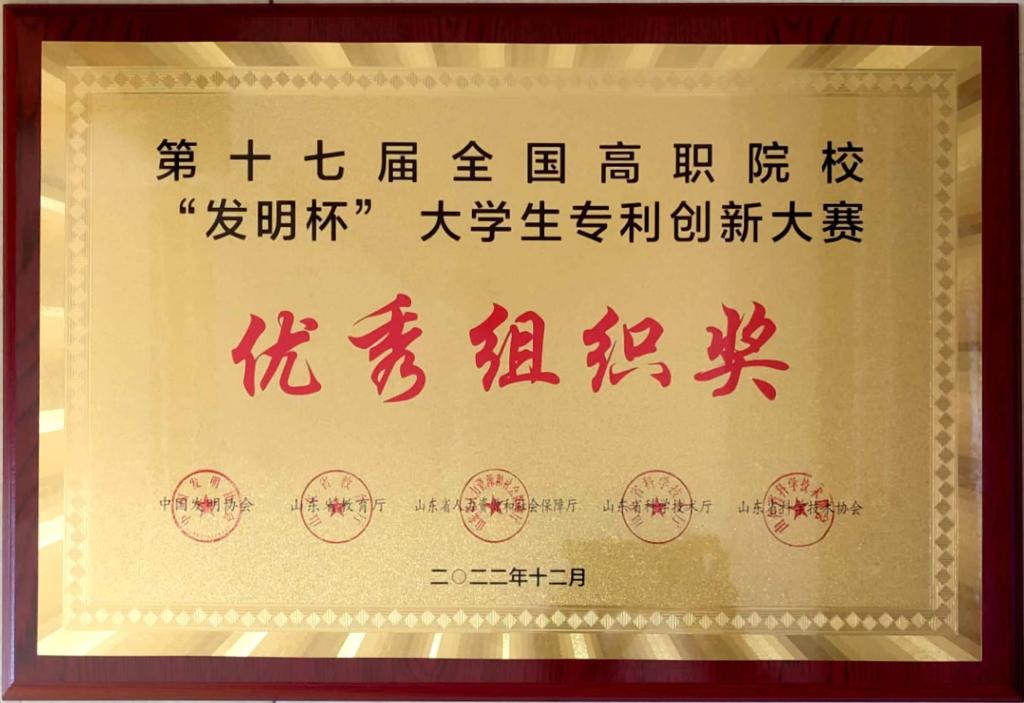 第十七届全国高职院校
“发明杯” 大学生专利创新大赛
优秀组织奖
中国发明协会 山东省教育厅 山东省人力资源和社会保障厅 山东省科学技术厅 山东省科学技术协会
二〇二二年十二月